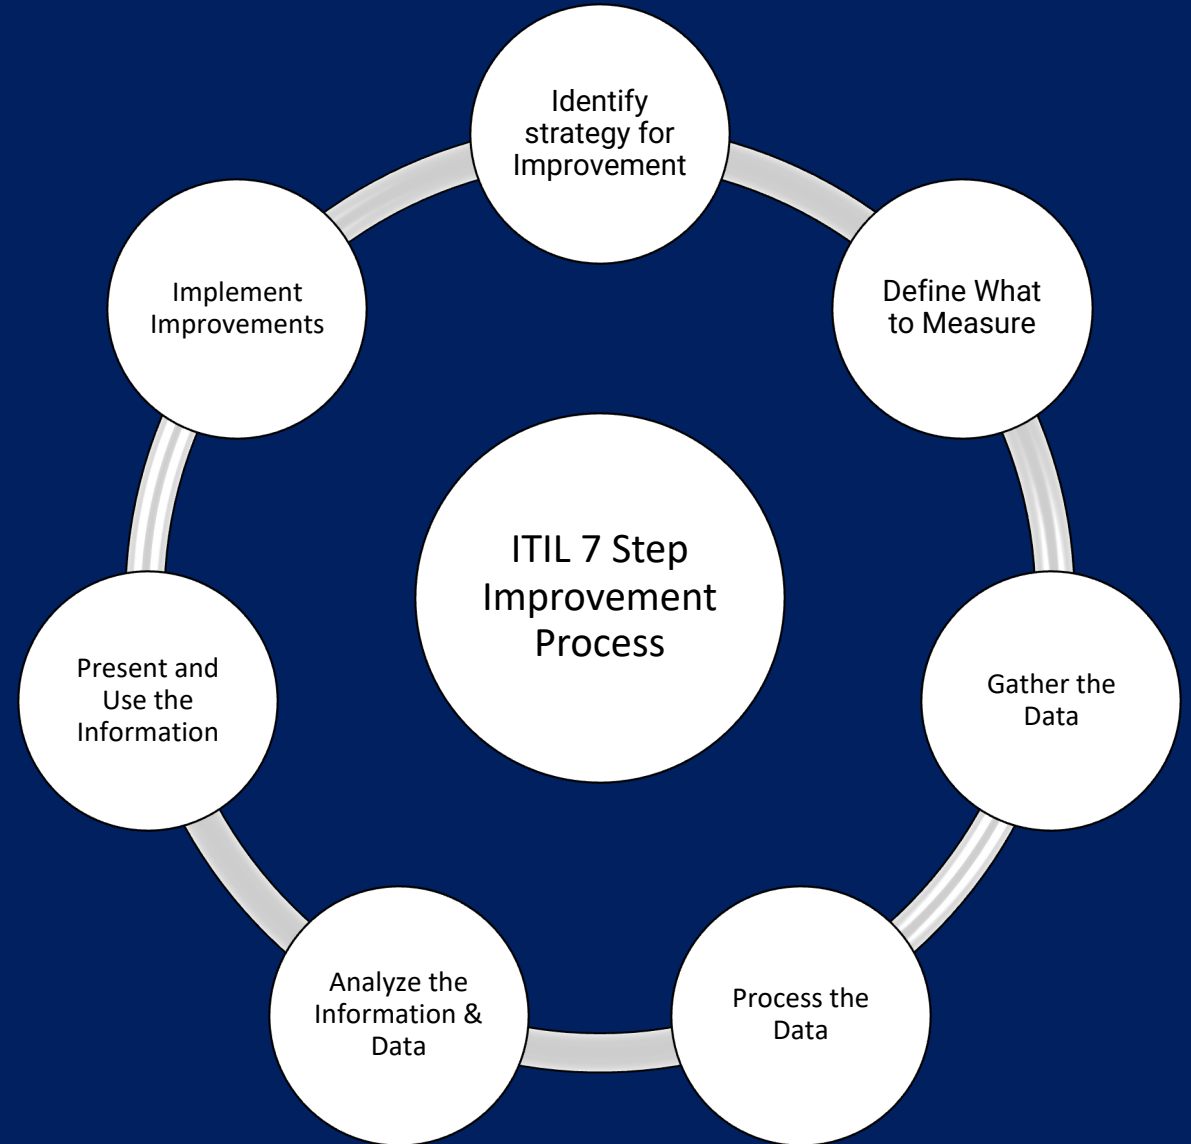 Identify
strategy for
Improvement
Define What
to Measure
Gather the
Data
Process the
Data
Analyze the
Information &
Data
Present and
Use the
Information
Implement
Improvements
ITIL 7 Step
Improvement
Process